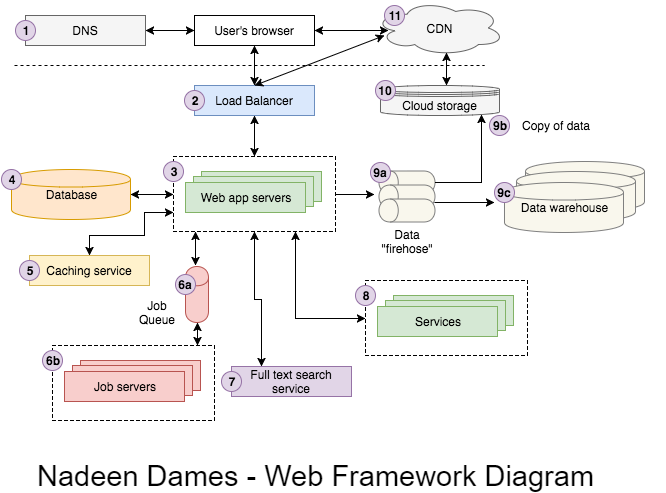 1
DNS
User's browser
11
CDN
2
Load Balancer
10
Cloud storage
9b
Copy of data
3
Web app servers
4
Database
9a
Data
"firehose"
9c
Data warehouse
5
Caching service
6a
Job
Queue
8
Services
6b
Job servers
7
Full text search
service
Nadeen Dames - Web Framework Diagram